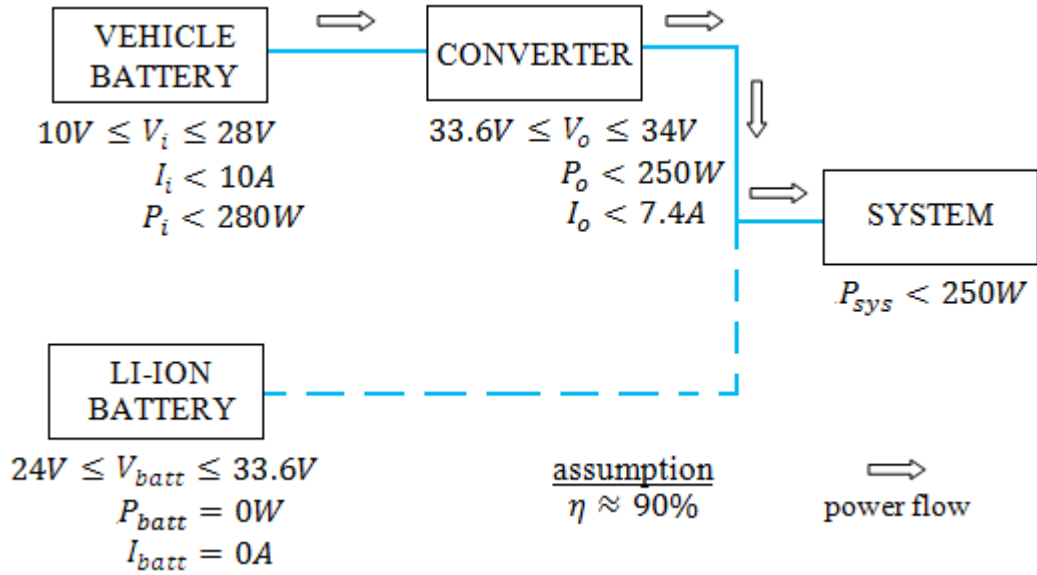 VEHICLE
BATTERY
10V ≤ V_i ≤ 28V
I_i < 10A
P_i < 280W
CONVERTER
33.6V ≤ V_o ≤ 34V
P_o < 250W
I_o < 7.4A
SYSTEM
P_sys < 250W
LI-ION
BATTERY
24V ≤ V_batt ≤ 33.6V
P_batt = 0W
I_batt = 0A
assumption
η ≈ 90%
power flow